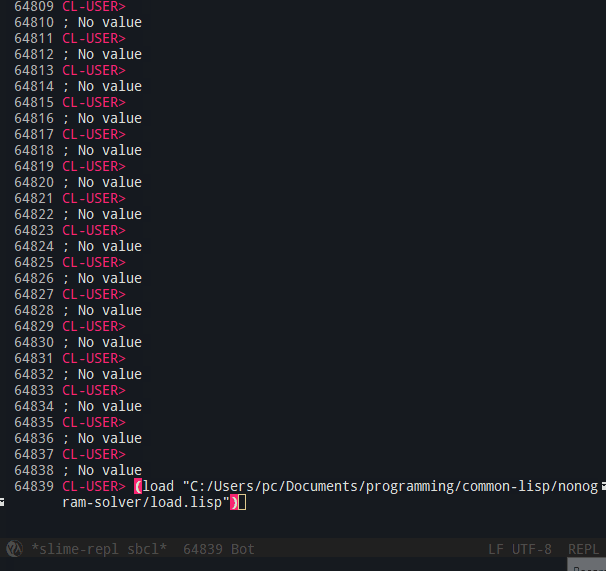 64809 CL-USER>
64810 ; No value
64811 CL-USER>
64812 ; No value
64813 CL-USER>
64814 ; No value
64815 CL-USER>
64816 ; No value
64817 CL-USER>
64818 ; No value
64819 CL-USER>
64820 ; No value
64821 CL-USER>
64822 ; No value
64823 CL-USER>
64824 ; No value
64825 CL-USER>
64826 ; No value
64827 CL-USER>
64828 ; No value
64829 CL-USER>
64830 ; No value
64831 CL-USER>
64832 ; No value
64833 CL-USER>
64834 ; No value
64835 CL-USER>
64836 ; No value
64837 CL-USER>
64838 ; No value
64839 CL-USER> (load "C:/Users/pc/Documents/programming/common-lisp/nonog
ram-solver/load.lisp")
*slime-repl sbcl* 64839 Bot LF UTF-8 REPL